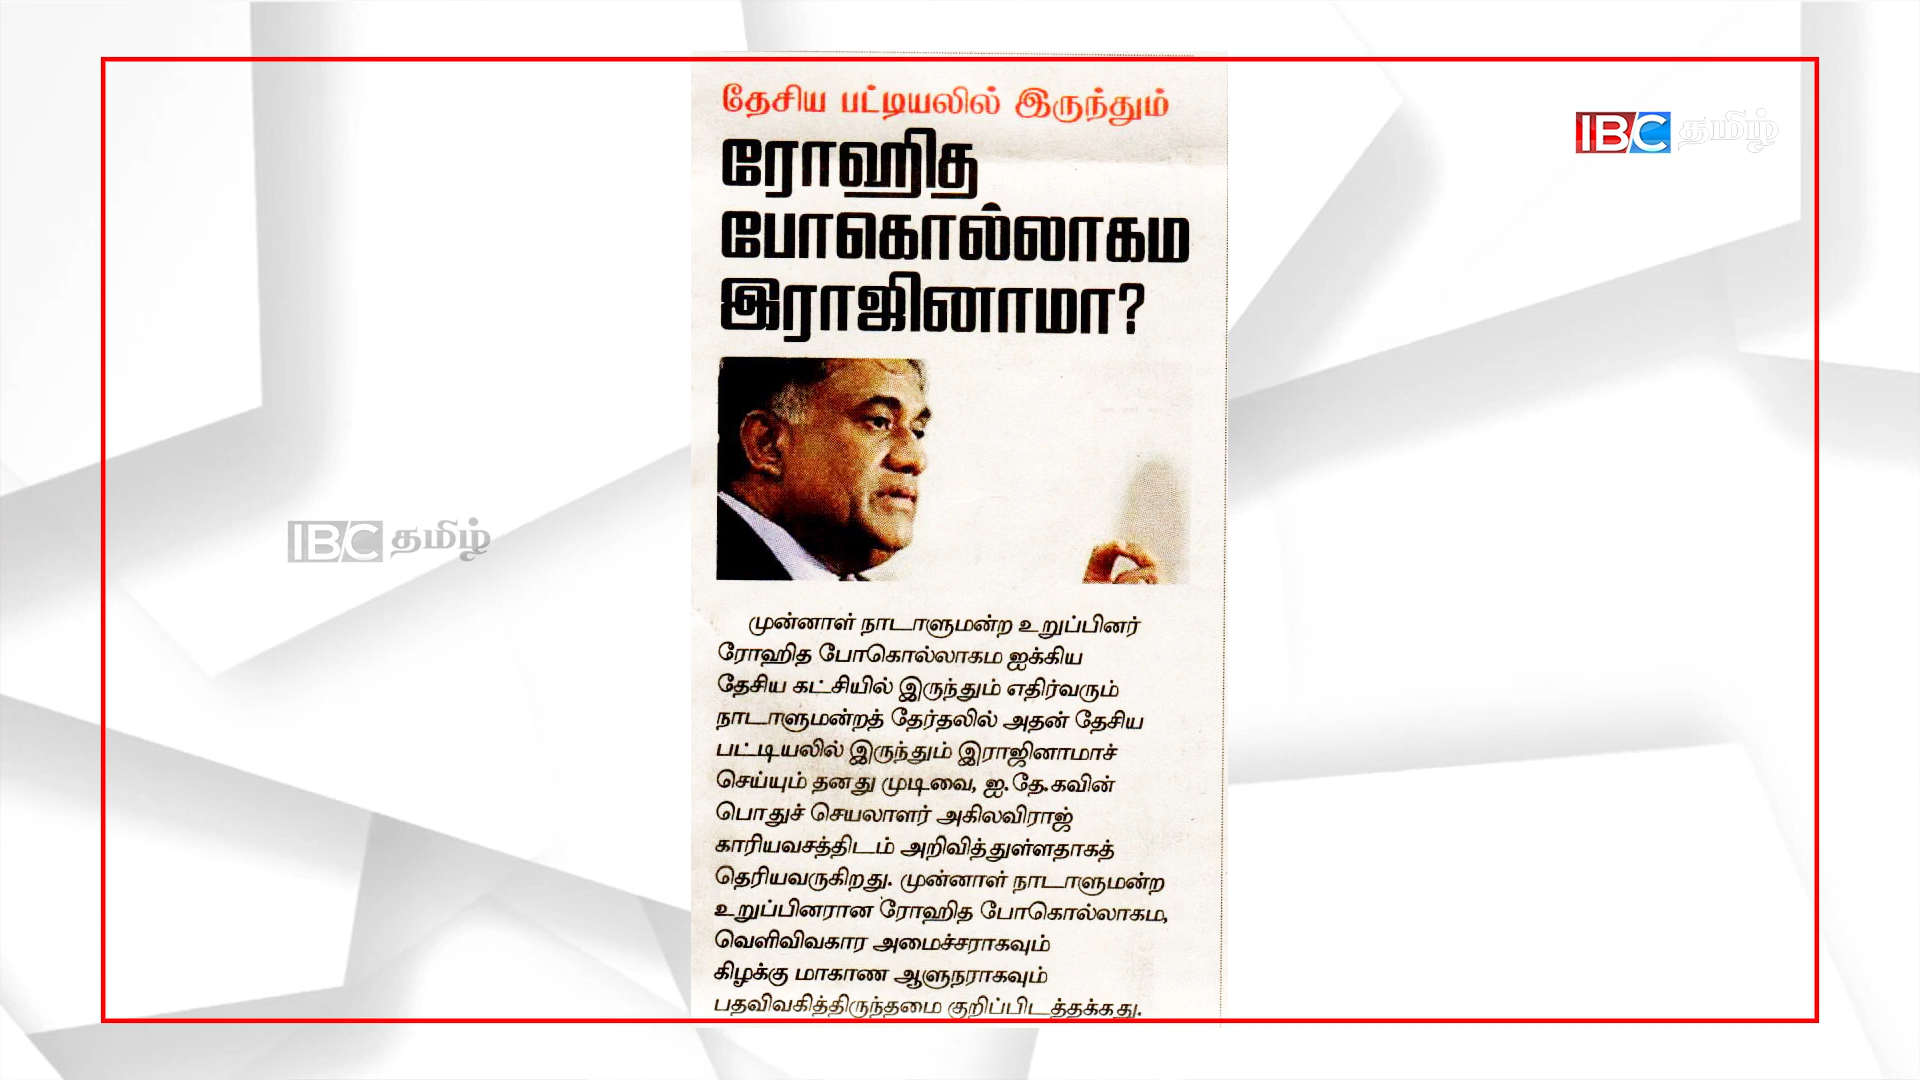 தேசிய பட்டியலில் இருந்தும்
ரோஹித
போகொல்லாகம
இராஜினாமா?
IBC தமிழ்
IBC தமிழ்
முன்னாள் நாடாளுமன்ற உறுப்பினர்
ரோஹித போகொல்லாகம ஐக்கிய
தேசிய கட்சியில் இருந்தும் எதிர்வரும்
நாடாளுமன்றத் தேர்தலில் அதன் தேசிய
பட்டியலில் இருந்தும் இராஜினாமாச்
செய்யும் தனது முடிவை, ஐ.தே.கவின்
பொதுச் செயலாளர் அகிலவிராஜ்
காரியவசத்திடம் அறிவித்துள்ளதாகத்
தெரியவருகிறது. முன்னாள் நாடாளுமன்ற
உறுப்பினரான ரோஹித போகொல்லாகம,
வெளிவிவகார அமைச்சராகவும்
கிழக்கு மாகாண ஆளுநராகவும்
பதவிவகித்திருந்தமை குறிப்பிடத்தக்கது.